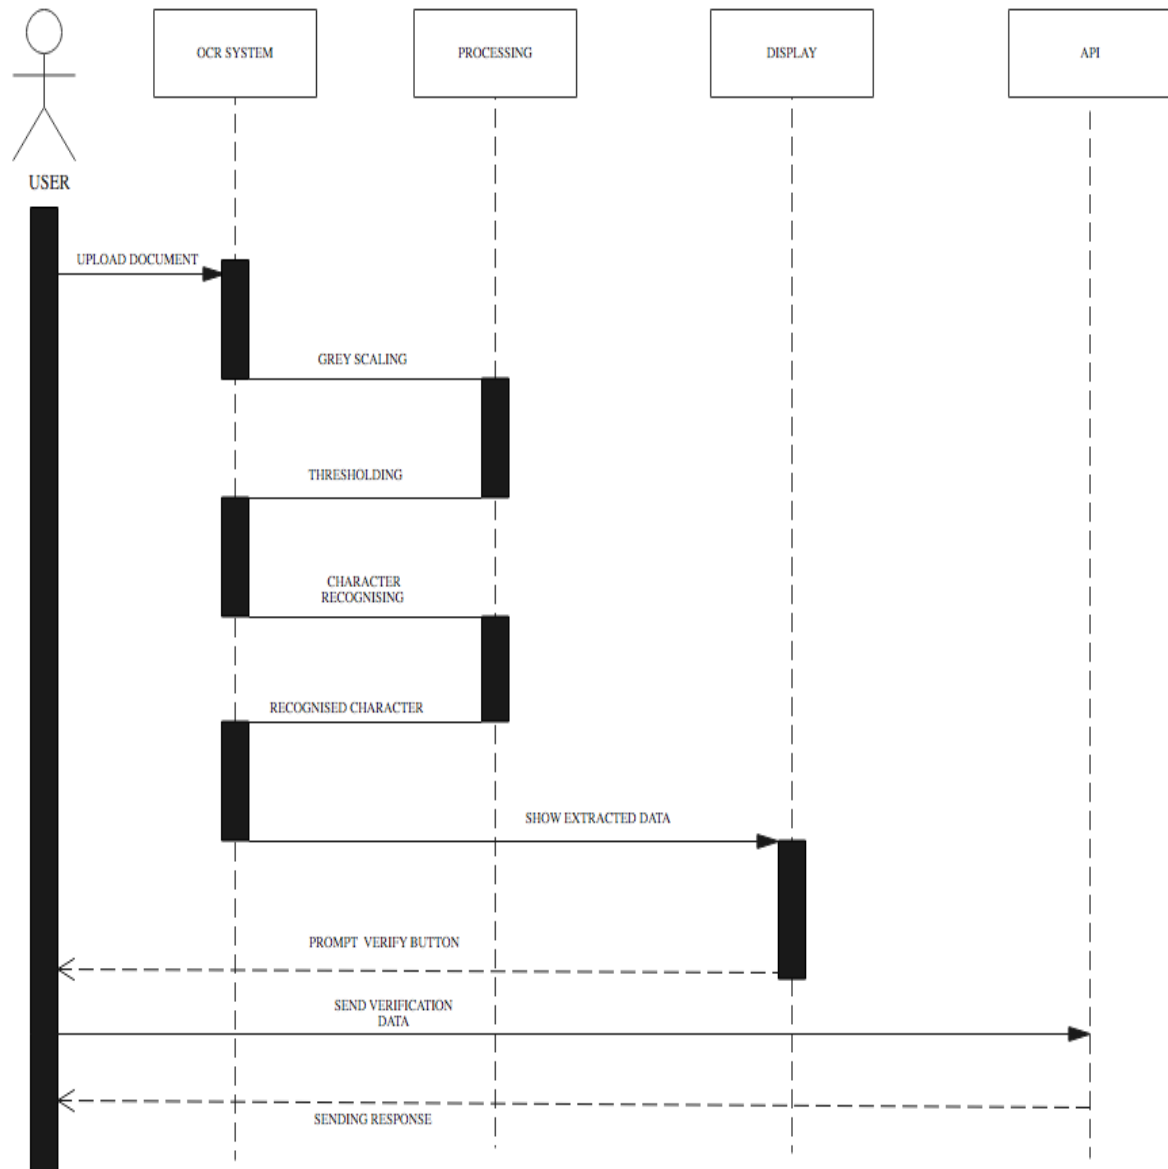 OCR SYSTEM
PROCESSING
DISPLAY
API
USER
UPLOAD DOCUMENT
GREY SCALING
THRESHOLDING
CHARACTER
RECOGNISING
RECOGNISED CHARACTER
SHOW EXTRACTED DATA
PROMPT VERIFY BUTTON
SEND VERIFICATION
DATA
SENDING RESPONSE